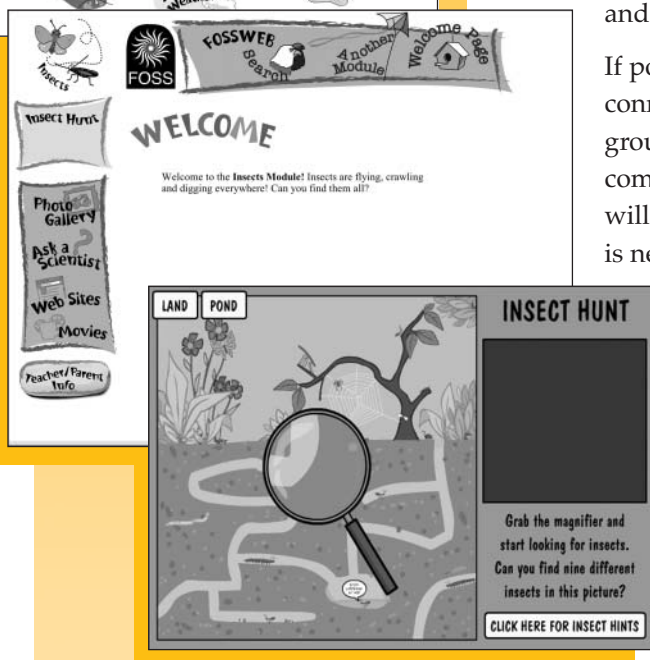 Insects
FOSS
FOSSWEB
Search
Another
Module
Welcome Page
Insect Hunt
WELCOME
Welcome to the Insects Module! Insects are flying, crawling
and digging everywhere! Can you find them all?
Photo
Gallery
Ask a
Scientist
Web Sites
Movies
Teacher/Parent
Info
and
If po
conn
grou
com
will
is ne
LAND
POND
INSECT HUNT
Grab the magnifier and
start looking for insects.
Can you find nine different
insects in this picture?
CLICK HERE FOR INSECT HINTS